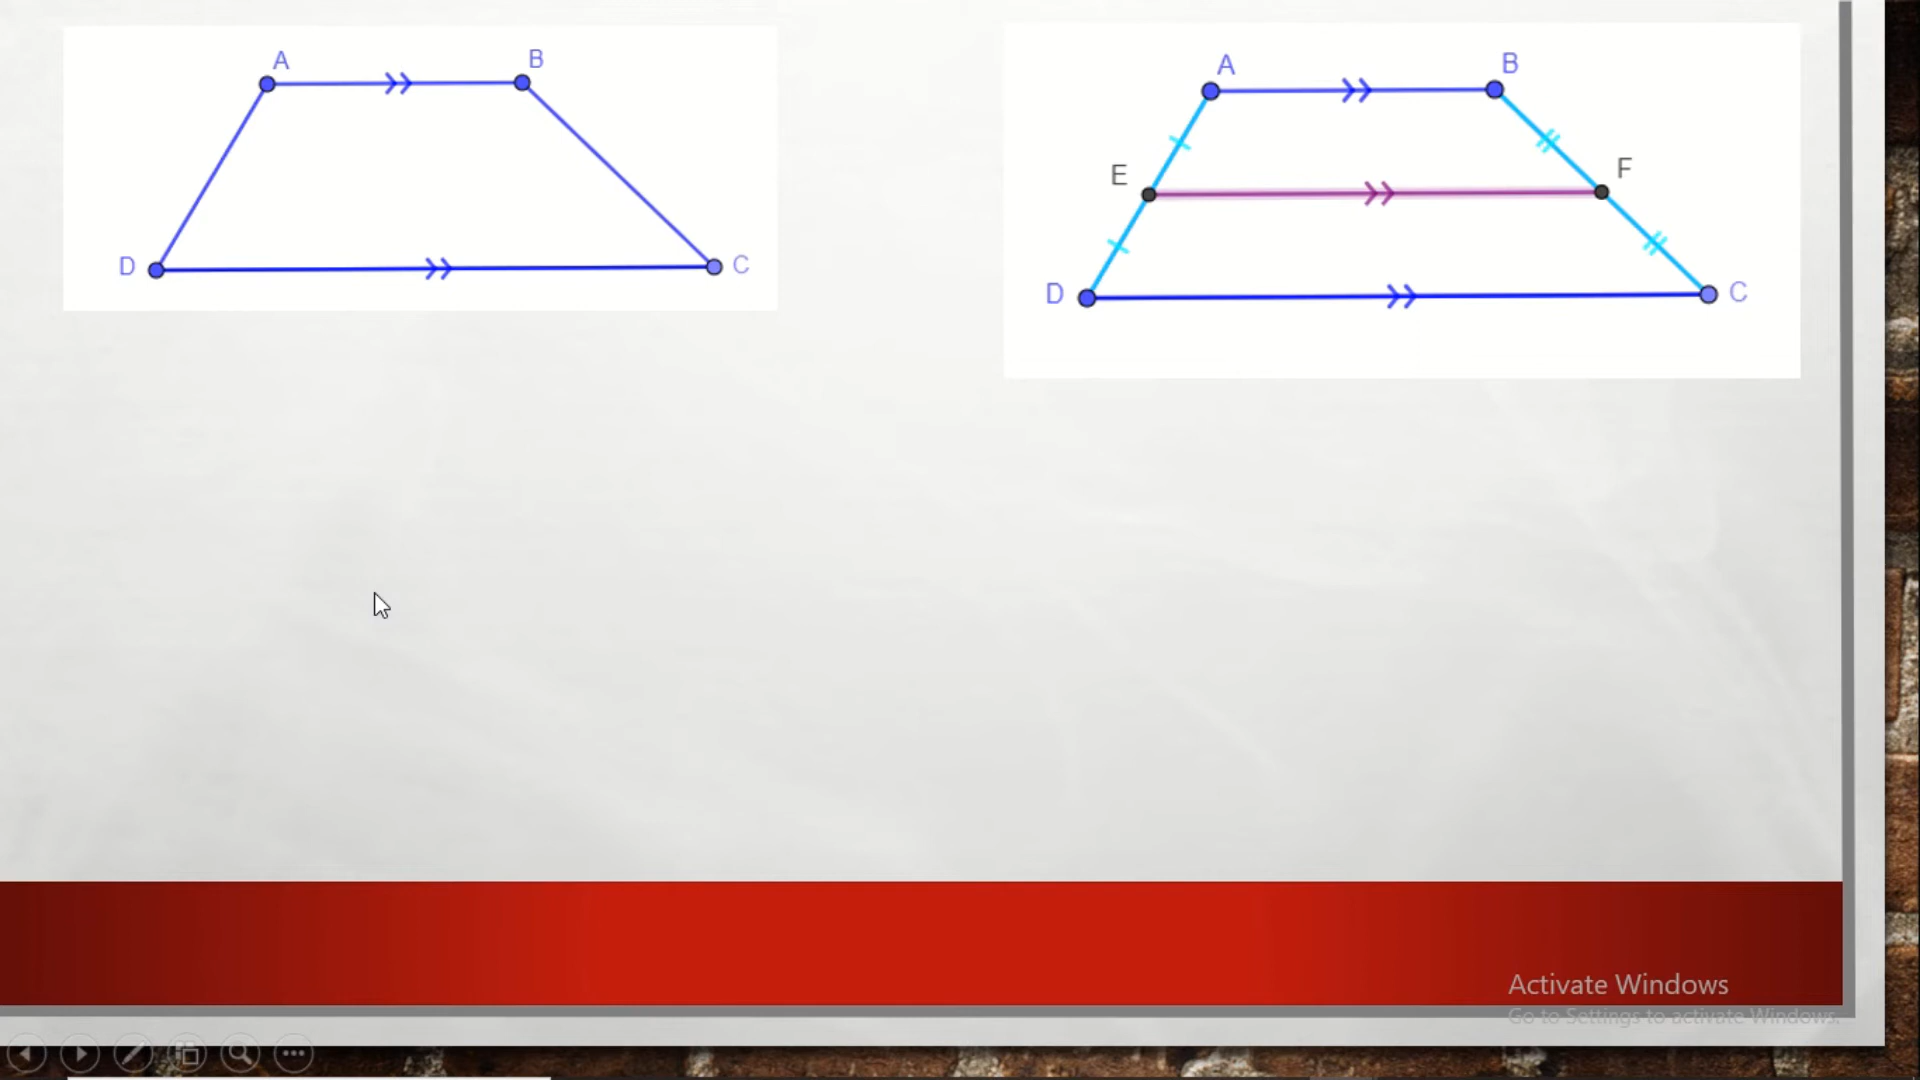 A B
D C
A B
E F
D C
Activate Windows
Go to Settings to activate Windows.